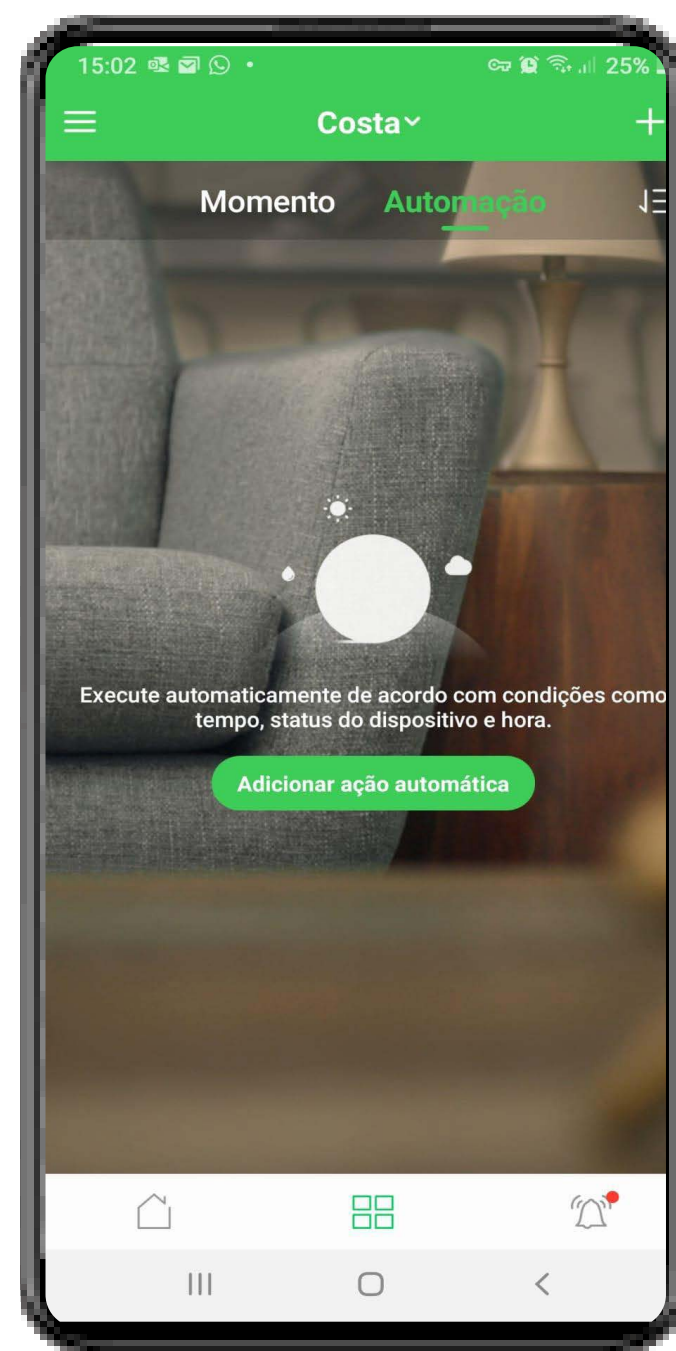 15:02 25%
Costa
Momento Automação
Execute automaticamente de acordo com condições como
tempo, status do dispositivo e hora.
Adicionar ação automática